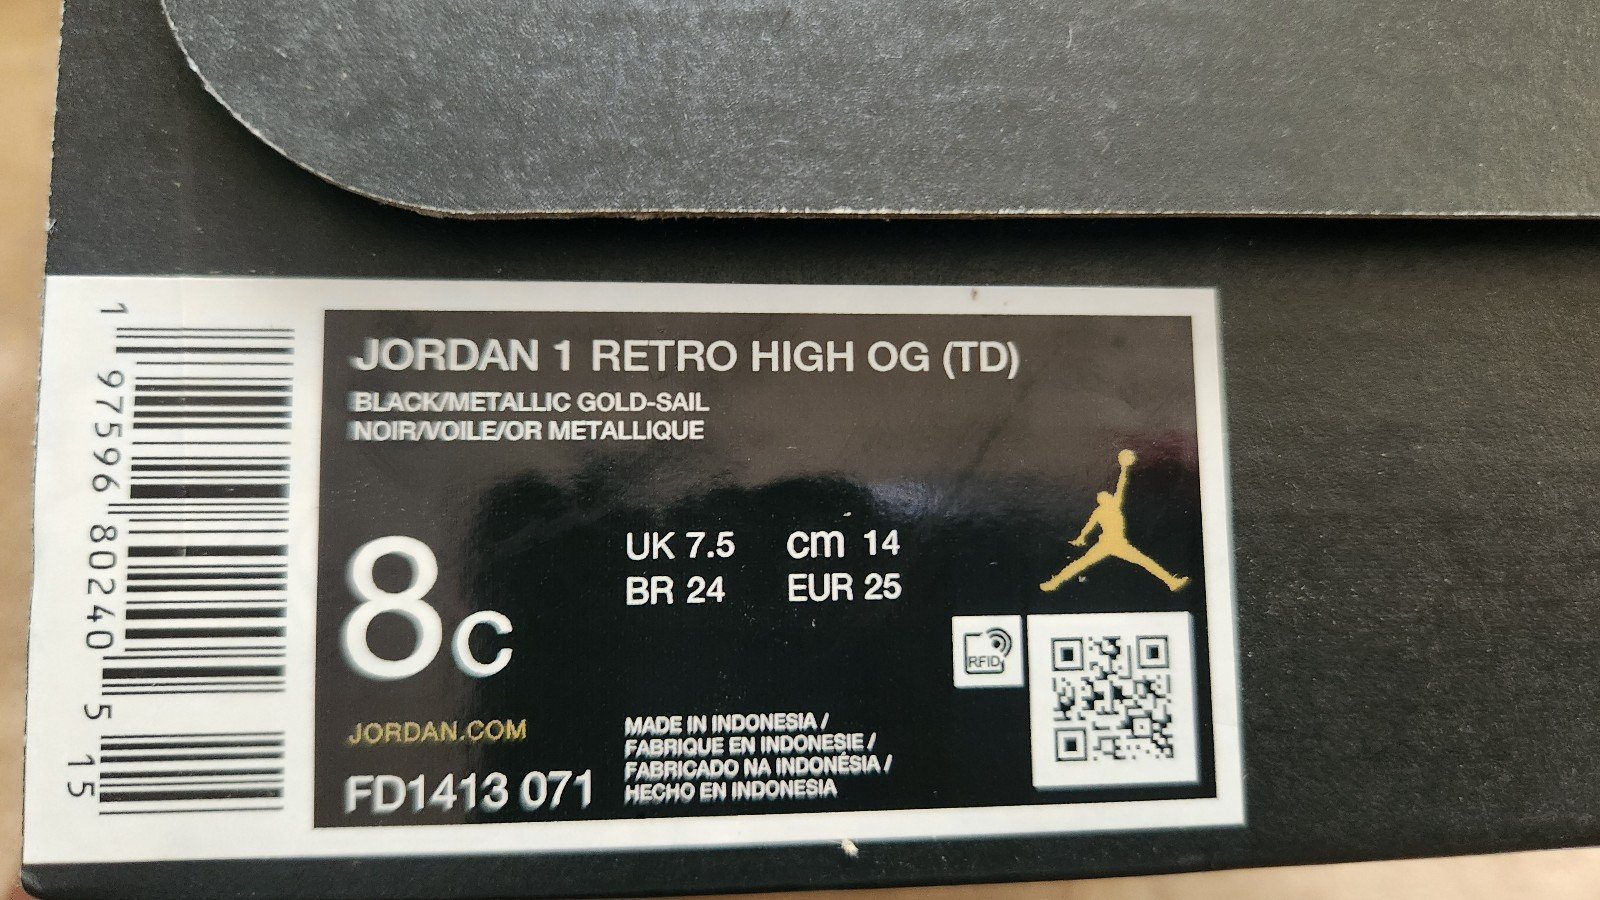 JORDAN 1 RETRO HIGH OG (TD)
BLACK/METALLIC GOLD-SAIL
NOIR/VOILE/OR METALLIQUE
8C
UK 7.5 cm 14
BR 24 EUR 25
RFID
JORDAN.COM
FD1413 071
MADE IN INDONESIA /
FABRIQUE EN INDONESIE /
FABRICADO NA INDONÉSIA /
HECHO EN INDONESIA
1 97596 80240 5 15